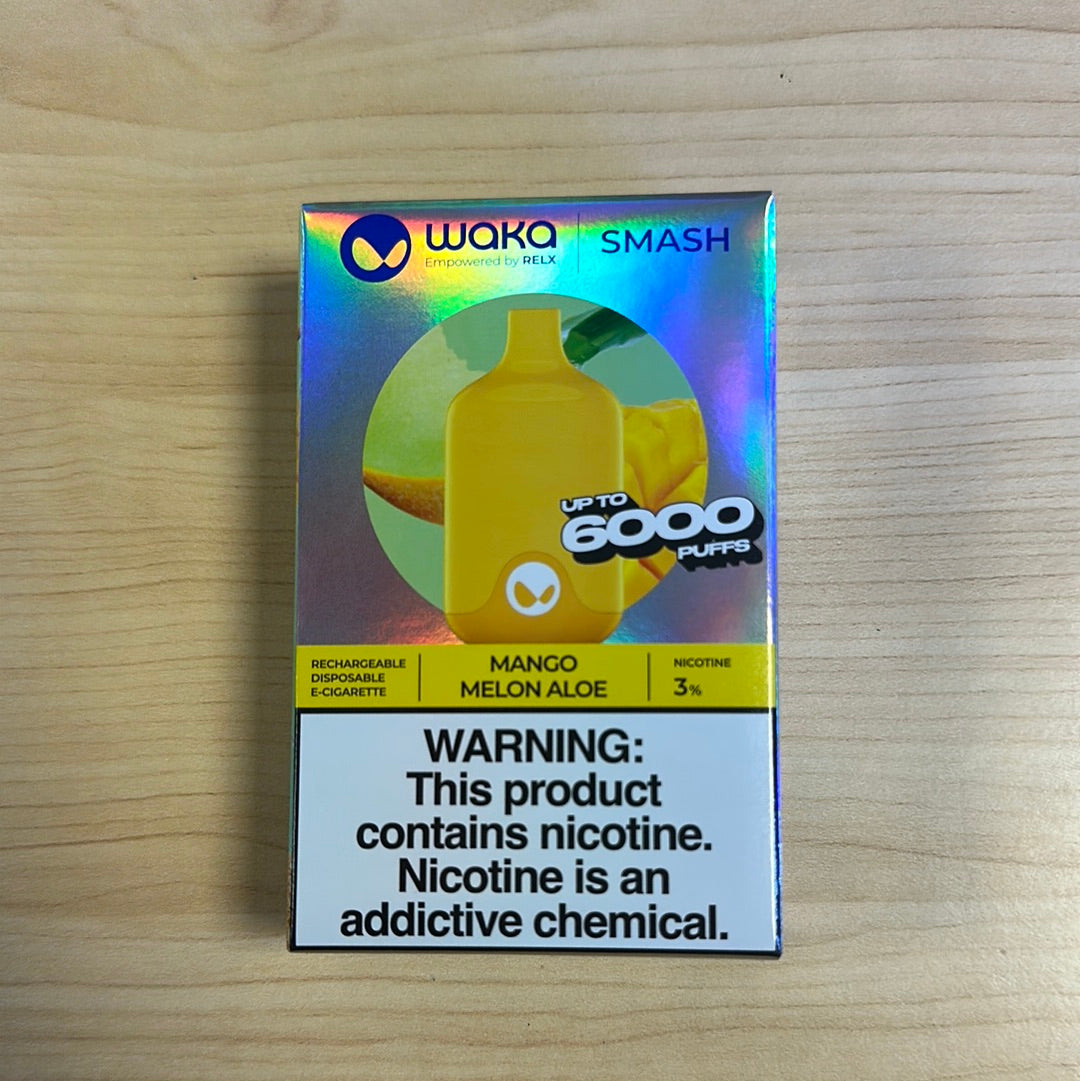 waka
Empowered by RELX
SMASH
UP TO
6000
PUFFS
RECHARGEABLE
DISPOSABLE
E-CIGARETTE
MANGO
MELON ALOE
NICOTINE
3%
WARNING:
This product
contains nicotine.
Nicotine is an
addictive chemical.